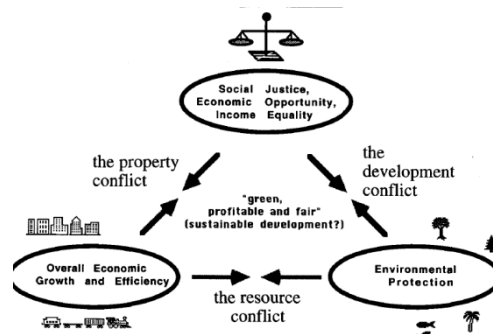 Social Justice,
Economic Opportunity,
Income Equality
the property
conflict
the
development
conflict
"green,
profitable and fair"
(sustainable development?)
Overall Economic
Growth and Efficiency
Environmental
Protection
the resource
conflict